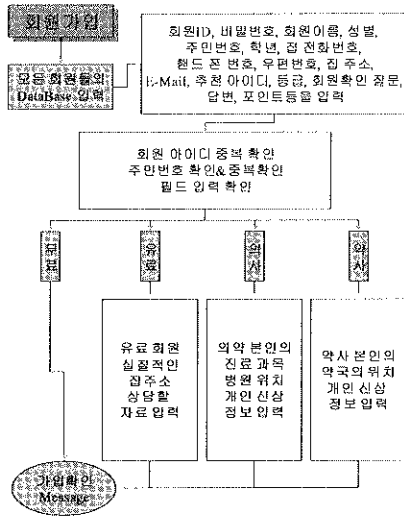 회원 가입
모든 회원들의
DataBase 입력
회원ID, 비밀번호, 회원이름, 성별,
주민번호, 학년, 집 전화번호,
핸드 폰 번호, 우편번호, 집 주소,
E-Mail, 추천 아이디, 등급, 회원확인 질문,
답변, 포인트등을 입력
회원 아이디 중복 확인
주민번호 확인&중복확인
필드 입력 확인
무료
유료
약사
약사
유료 회원
실질적인
집주소
상담할
자료 입력
의약 본인의
진료 과목
병원 위치
개인 신상
정보 입력
약사 본인의
약국의 위치
개인 신상
정보 입력
가입확인
Message